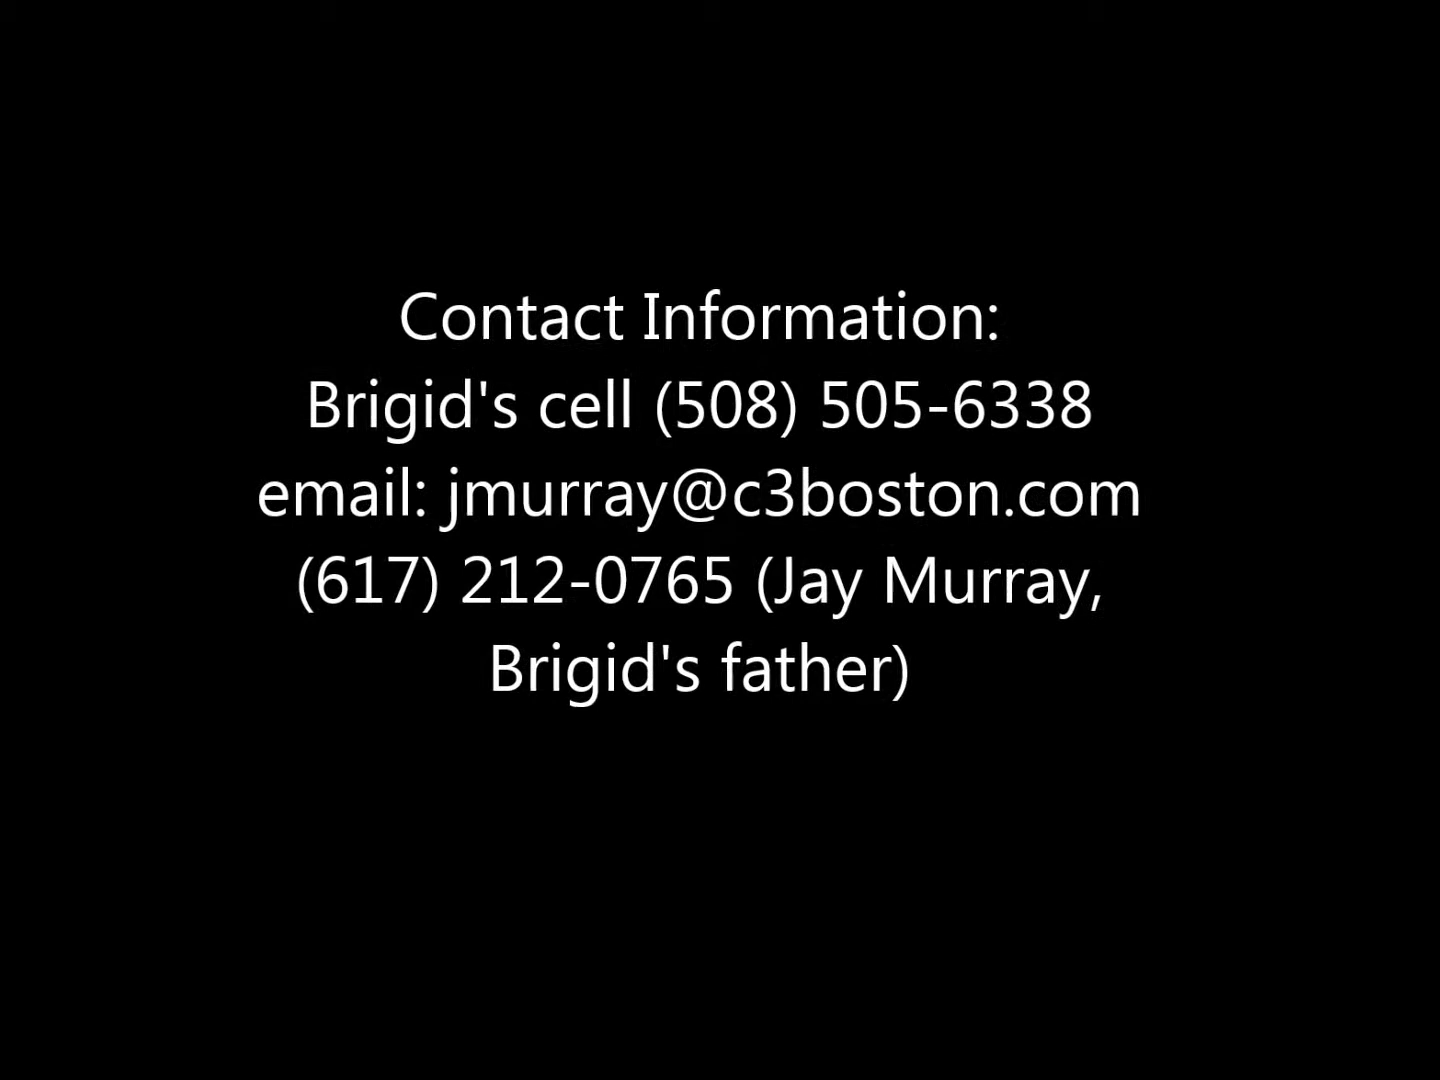 Contact Information:
Brigid's cell (508) 505-6338
email: jmurray@c3boston.com
(617) 212-0765 (Jay Murray,
Brigid's father)